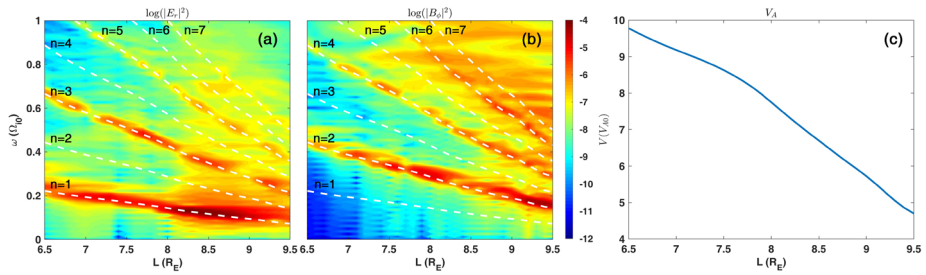 log(|E_r|^2)
(a)
n=1
n=2
n=3
n=4
n=5
n=6
n=7
ω (Ω_i0)
0
0.2
0.4
0.6
0.8
1
6.5 7 7.5 8 8.5 9 9.5
L (R_E)
log(|B_ϕ|^2)
(b)
n=1
n=2
n=3
n=4
n=5
n=6
n=7
6.5 7 7.5 8 8.5 9 9.5
L (R_E)
-4
-5
-6
-7
-8
-9
-10
-11
-12
V_A
(c)
V(V_A0)
10
9
8
7
6
5
4
6.5 7 7.5 8 8.5 9 9.5
L (R_E)